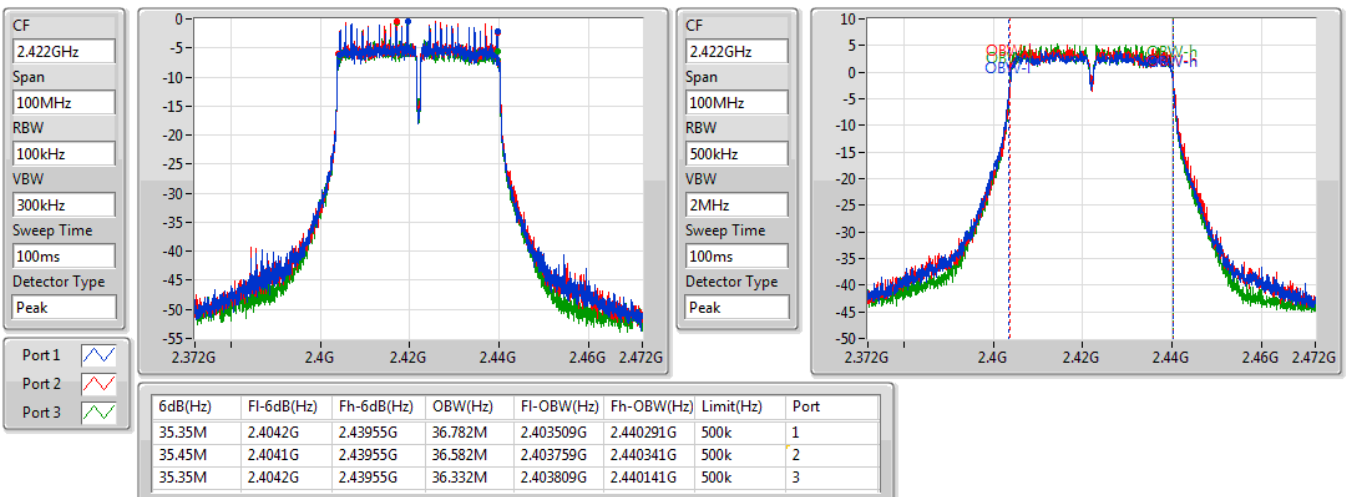 CF
2.422GHz
Span
100MHz
RBW
100kHz
VBW
300kHz
Sweep Time
100ms
Detector Type
Peak
0
-5
-10
-15
-20
-25
-30
-35
-40
-45
-50
-55
2.372G 2.4G 2.42G 2.44G 2.46G 2.472G
CF
2.422GHz
Span
100MHz
RBW
500kHz
VBW
2MHz
Sweep Time
100ms
Detector Type
Peak
10
5
0
-5
-10
-15
-20
-25
-30
-35
-40
-45
-50
OBW-h
OBW-l OBW-h
2.372G 2.4G 2.42G 2.44G 2.46G 2.472G
Port 1
Port 2
Port 3
6dB(Hz) Fl-6dB(Hz) Fh-6dB(Hz) OBW(Hz) Fl-OBW(Hz) Fh-OBW(Hz) Limit(Hz) Port
35.35M 2.4042G 2.43955G 36.782M 2.403509G 2.440291G 500k 1
35.45M 2.4041G 2.43955G 36.582M 2.403759G 2.440341G 500k 2
35.35M 2.4042G 2.43955G 36.332M 2.403809G 2.440141G 500k 3